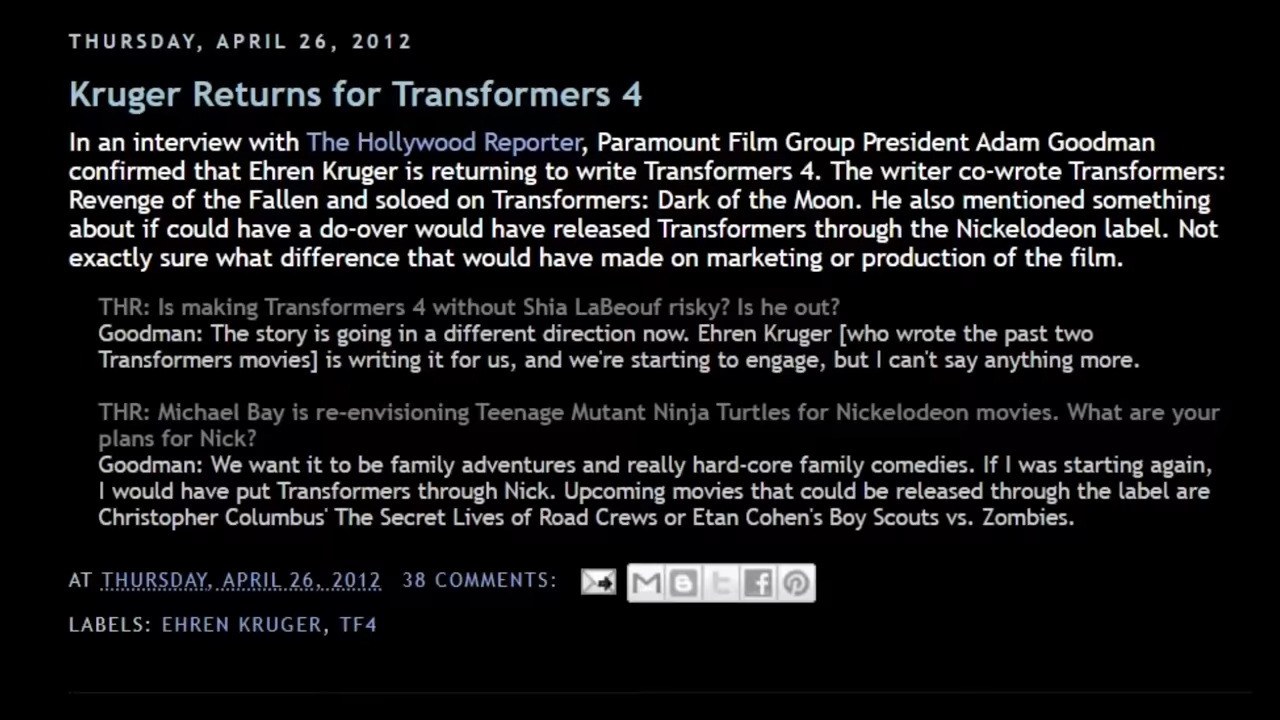 THURSDAY, APRIL 26, 2012
Kruger Returns for Transformers 4
In an interview with The Hollywood Reporter, Paramount Film Group President Adam Goodman
confirmed that Ehren Kruger is returning to write Transformers 4. The writer co-wrote Transformers:
Revenge of the Fallen and soloed on Transformers: Dark of the Moon. He also mentioned something
about if could have a do-over would have released Transformers through the Nickelodeon label. Not
exactly sure what difference that would have made on marketing or production of the film.
THR: Is making Transformers 4 without Shia LaBeouf risky? Is he out?
Goodman: The story is going in a different direction now. Ehren Kruger [who wrote the past two
Transformers movies] is writing it for us, and we're starting to engage, but I can't say anything more.
THR: Michael Bay is re-envisioning Teenage Mutant Ninja Turtles for Nickelodeon movies. What are your
plans for Nick?
Goodman: We want it to be family adventures and really hard-core family comedies. If I was starting again,
I would have put Transformers through Nick. Upcoming movies that could be released through the label are
Christopher Columbus' The Secret Lives of Road Crews or Etan Cohen's Boy Scouts vs. Zombies.
AT THURSDAY, APRIL 26, 2012 38 COMMENTS:
LABELS: EHREN KRUGER, TF4